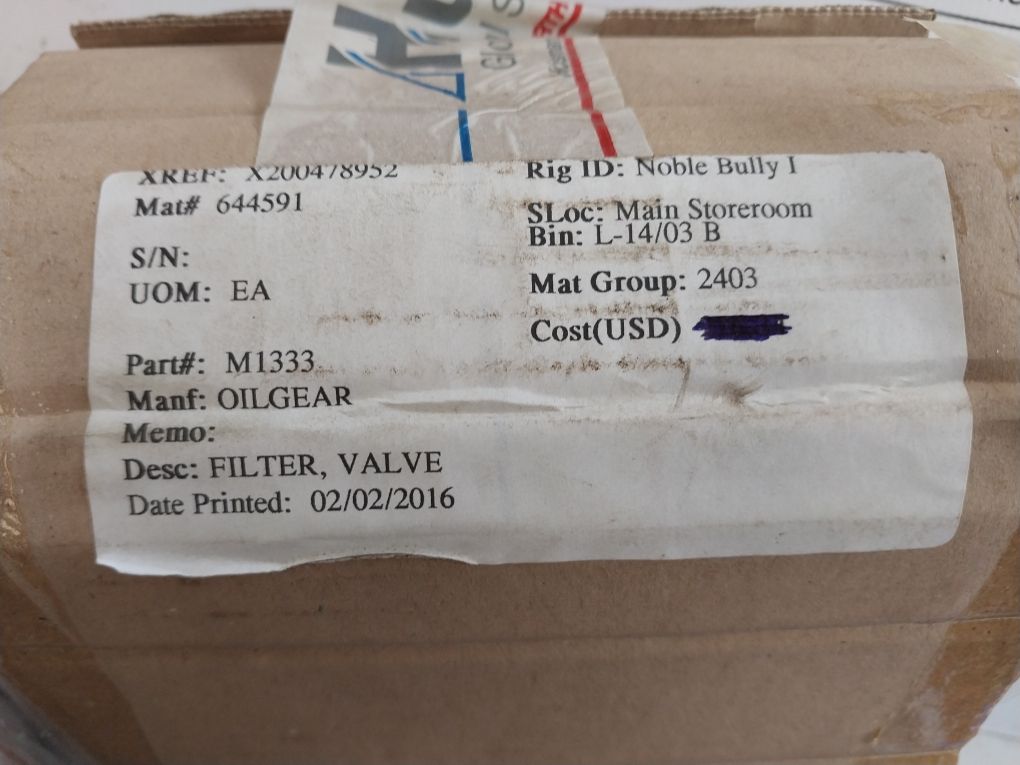 XREF: X200478952
Mat# 644591
S/N:
UOM: EA
Part#: M1333
Manf: OILGEAR
Memo:
Desc: FILTER, VALVE
Date Printed: 02/02/2016
Rig ID: Noble Bully I
SLoc: Main Storeroom
Bin: L-14/03 B
Mat Group: 2403
Cost(USD)